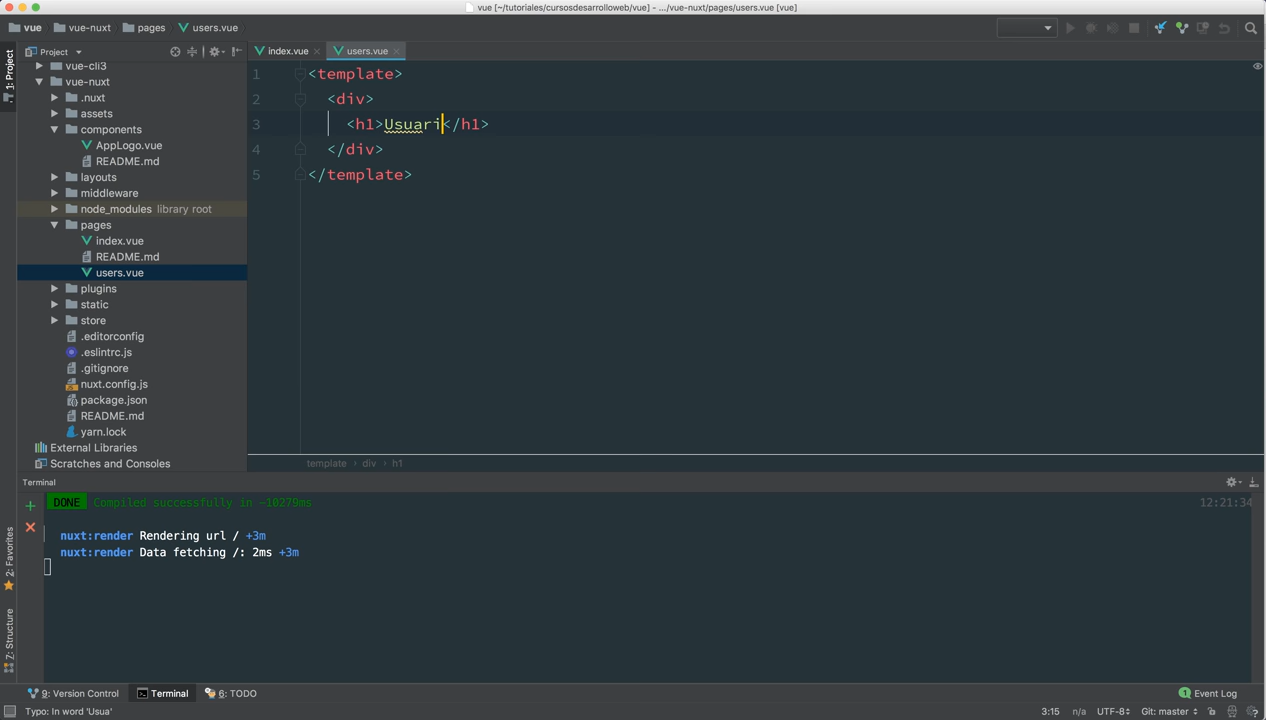 vue [~/tutoriales/cursosdesarrolloweb/vue] - .../vue-nuxt/pages/users.vue [vue]
vue vue-nuxt pages users.vue
1: Project
Project
index.vue users.vue
vue-cli3
vue-nuxt
.nuxt
assets
components
AppLogo.vue
README.md
layouts
middleware
node_modules library root
pages
index.vue
README.md
users.vue
plugins
static
store
.editorconfig
.eslintrc.js
.gitignore
nuxt.config.js
package.json
README.md
yarn.lock
External Libraries
Scratches and Consoles
1 <template>
2 <div>
3 <h1>Usuari</h1>
4 </div>
5 </template>
template › div › h1
Terminal
DONE Compiled successfully in -10279ms 12:21:34
nuxt:render Rendering url / +3m
nuxt:render Data fetching /: 2ms +3m
2: Favorites
Z: Structure
9: Version Control Terminal 6: TODO 1 Event Log
Typo: In word 'Usua' 3:15 n/a UTF-8 Git: master